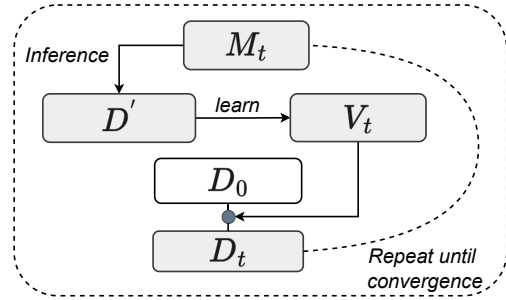 M_t
Inference
D'
learn
V_t
D_0
D_t
Repeat until
convergence